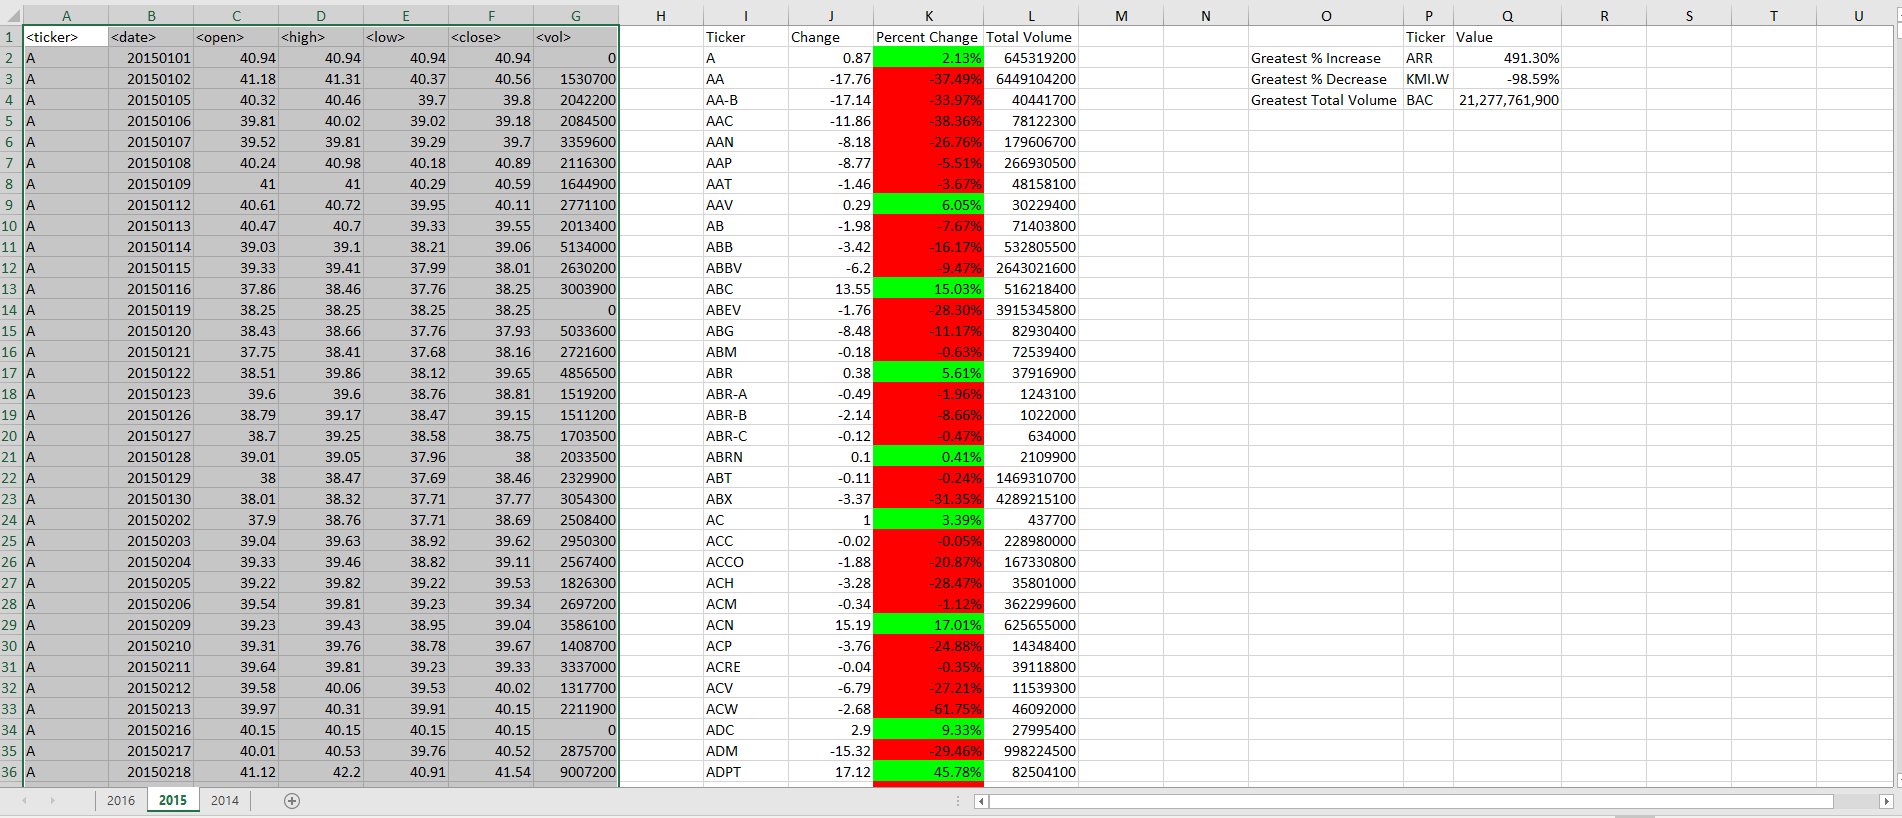 A B C D E F G H I J K L M N O P Q R S T U
1 <ticker> <date> <open> <high> <low> <close> <vol> Ticker Change Percent Change Total Volume Ticker Value
2 A 20150101 40.94 40.94 40.94 40.94 0 A 0.87 2.13% 645319200 Greatest % Increase ARR 491.30%
3 A 20150102 41.18 41.31 40.37 40.56 1530700 AA -17.76 -37.49% 6449104200 Greatest % Decrease KMI.W -98.59%
4 A 20150105 40.32 40.46 39.7 39.8 2042200 AA-B -17.14 -33.97% 40441700 Greatest Total Volume BAC 21,277,761,900
5 A 20150106 39.81 40.02 39.02 39.18 2084500 AAC -11.86 -38.36% 78122300
6 A 20150107 39.52 39.81 39.29 39.7 3359600 AAN -8.18 -26.76% 179606700
7 A 20150108 40.24 40.98 40.18 40.89 2116300 AAP -8.77 -5.51% 266930500
8 A 20150109 41 41 40.29 40.59 1644900 AAT -1.46 -3.67% 48158100
9 A 20150112 40.61 40.72 39.95 40.11 2771100 AAV 0.29 6.05% 30229400
10 A 20150113 40.47 40.7 39.33 39.55 2013400 AB -1.98 -7.67% 71403800
11 A 20150114 39.03 39.1 38.21 39.06 5134000 ABB -3.42 -16.17% 532805500
12 A 20150115 39.33 39.41 37.99 38.01 2630200 ABBV -6.2 -9.47% 2643021600
13 A 20150116 37.86 38.46 37.76 38.25 3003900 ABC 13.55 15.03% 516218400
14 A 20150119 38.25 38.25 38.25 38.25 0 ABEV -1.76 -28.30% 3915345800
15 A 20150120 38.43 38.66 37.76 37.93 5033600 ABG -8.48 -11.17% 82930400
16 A 20150121 37.75 38.41 37.68 38.16 2721600 ABM -0.18 -0.63% 72539400
17 A 20150122 38.51 39.86 38.12 39.65 4856500 ABR 0.38 5.61% 37916900
18 A 20150123 39.6 39.6 38.76 38.81 1519200 ABR-A -0.49 -1.96% 1243100
19 A 20150126 38.79 39.17 38.47 39.15 1511200 ABR-B -2.14 -8.66% 1022000
20 A 20150127 38.7 39.25 38.58 38.75 1703500 ABR-C -0.12 -0.47% 634000
21 A 20150128 39.01 39.05 37.96 38 2033500 ABRN 0.1 0.41% 2109900
22 A 20150129 38 38.47 37.69 38.46 2329900 ABT -0.11 -0.24% 1469310700
23 A 20150130 38.01 38.32 37.71 37.77 3054300 ABX -3.37 -31.35% 4289215100
24 A 20150202 37.9 38.76 37.71 38.69 2508400 AC 1 3.39% 437700
25 A 20150203 39.04 39.63 38.92 39.62 2950300 ACC -0.02 -0.05% 228980000
26 A 20150204 39.33 39.46 38.82 39.11 2567400 ACCO -1.88 -20.87% 167330800
27 A 20150205 39.22 39.82 39.22 39.53 1826300 ACH -3.28 -28.47% 35801000
28 A 20150206 39.54 39.81 39.23 39.34 2697200 ACM -0.34 -1.12% 362299600
29 A 20150209 39.23 39.43 38.95 39.04 3586100 ACN 15.19 17.01% 625655000
30 A 20150210 39.31 39.76 38.78 39.67 1408700 ACP -3.76 -24.88% 14348400
31 A 20150211 39.64 39.81 39.23 39.33 3337000 ACRE -0.04 -0.35% 39118800
32 A 20150212 39.58 40.06 39.53 40.02 1317700 ACV -6.79 -27.21% 11539300
33 A 20150213 39.97 40.31 39.91 40.15 2211900 ACW -2.68 -61.75% 46092000
34 A 20150216 40.15 40.15 40.15 40.15 0 ADC 2.9 9.33% 27995400
35 A 20150217 40.01 40.53 39.76 40.52 2875700 ADM -15.32 -29.46% 998224500
36 A 20150218 41.12 42.2 40.91 41.54 9007200 ADPT 17.12 45.78% 82504100
2016 2015 2014